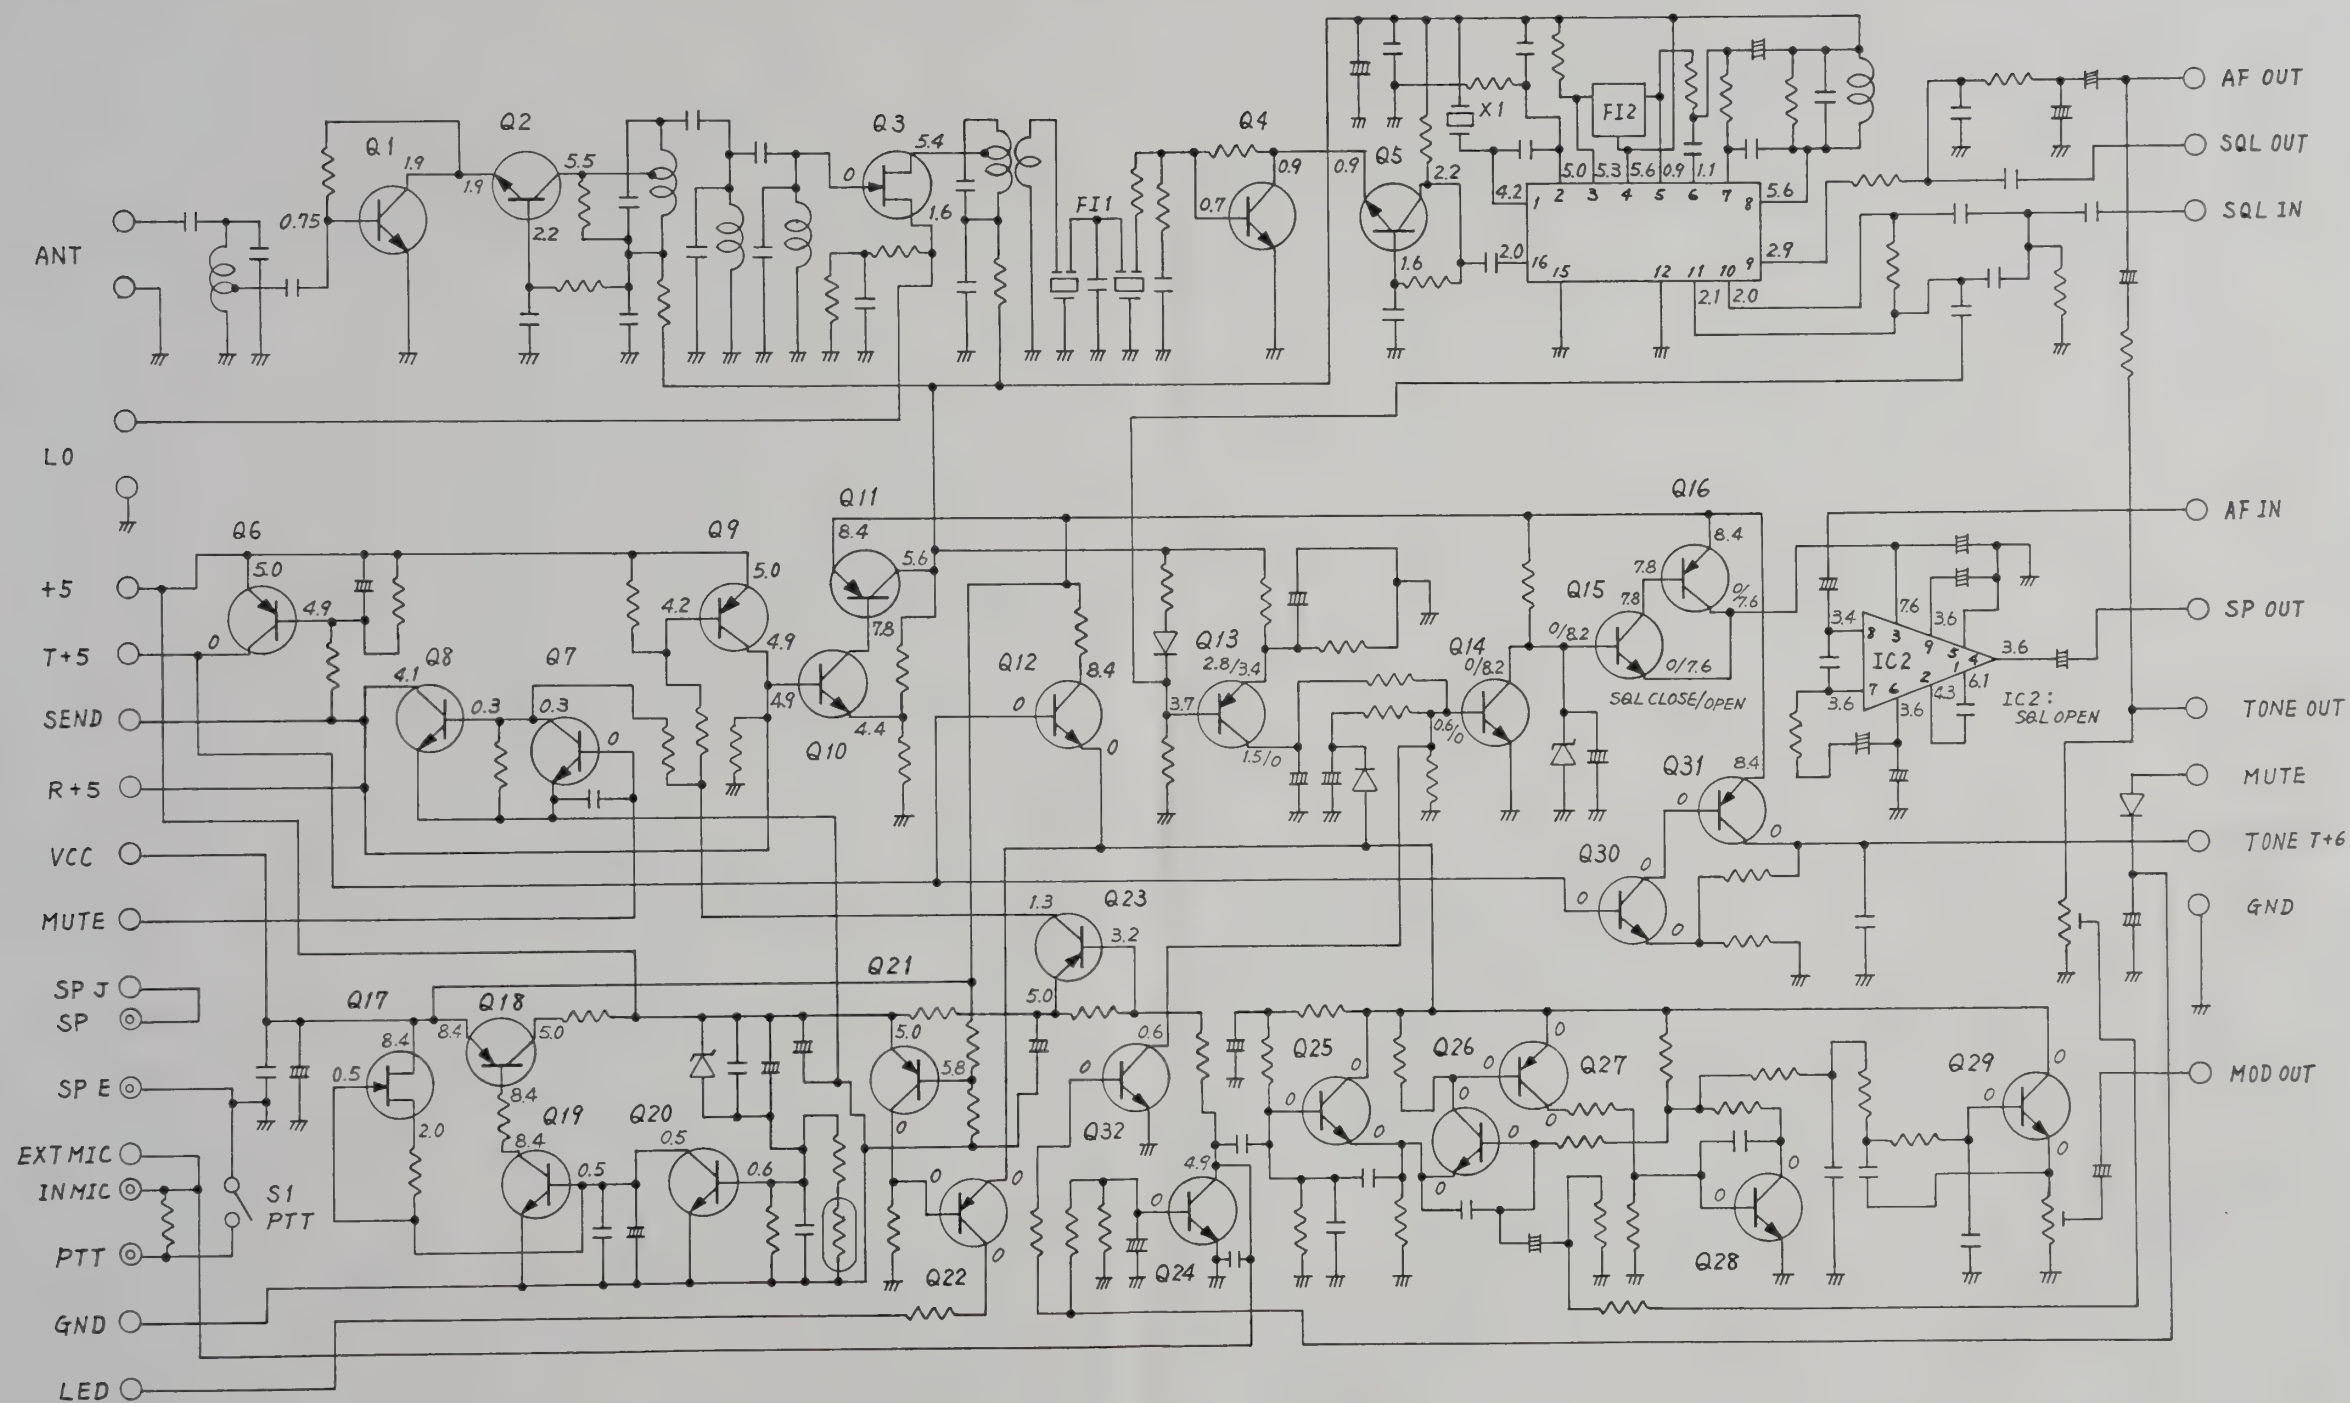 ANT
LO
+5
T+5
SEND
R+5
VCC
MUTE
SP J
SP
SP E
EXT MIC
IN MIC
PTT
GND
LED
S1
PTT
Q1
1.9
0.75
Q2
1.9
5.5
2.2
Q3
0
5.4
1.6
FI1
Q4
0.9
0.7
0.9
Q5
2.2
1.6
X1
FI2
4.2
5.0
5.3
5.6
0.9
1.1
5.6
1
2
3
4
5
6
7
8
2.0
16
15
12
11
10
9
2.9
2.1
2.0
AF OUT
SQL OUT
SQL IN
Q6
5.0
4.9
0
Q8
4.1
0.3
Q7
0.3
0
Q9
5.0
4.2
4.9
Q11
8.4
5.6
7.8
4.9
4.4
Q10
Q12
0
8.4
0
Q13
2.8/3.4
3.7
1.5/0
Q14
0/8.2
0.6/0
0/8.2
Q15
7.8
0/7.6
SQL CLOSE/OPEN
Q16
8.4
7.8
0/7.6
3.4
7.6
3.6
8
3
9
5
4
3.6
IC2
1
7
6
2
6.1
4.3
3.6
3.6
IC2:
SQL OPEN
AF IN
SP OUT
TONE OUT
MUTE
TONE T+6
GND
MOD OUT
Q31
8.4
0
0
Q30
0
0
0
Q23
1.3
3.2
5.0
Q17
8.4
0.5
2.0
Q18
8.4
5.0
8.4
Q19
8.4
0.5
Q20
0.5
0.6
Q21
5.0
5.8
0
Q22
0
0
0
Q32
0.6
0
Q24
4.9
0
Q25
0
0
0
Q26
0
0
0
Q27
0
0
0
Q28
0
0
Q29
0
0
0